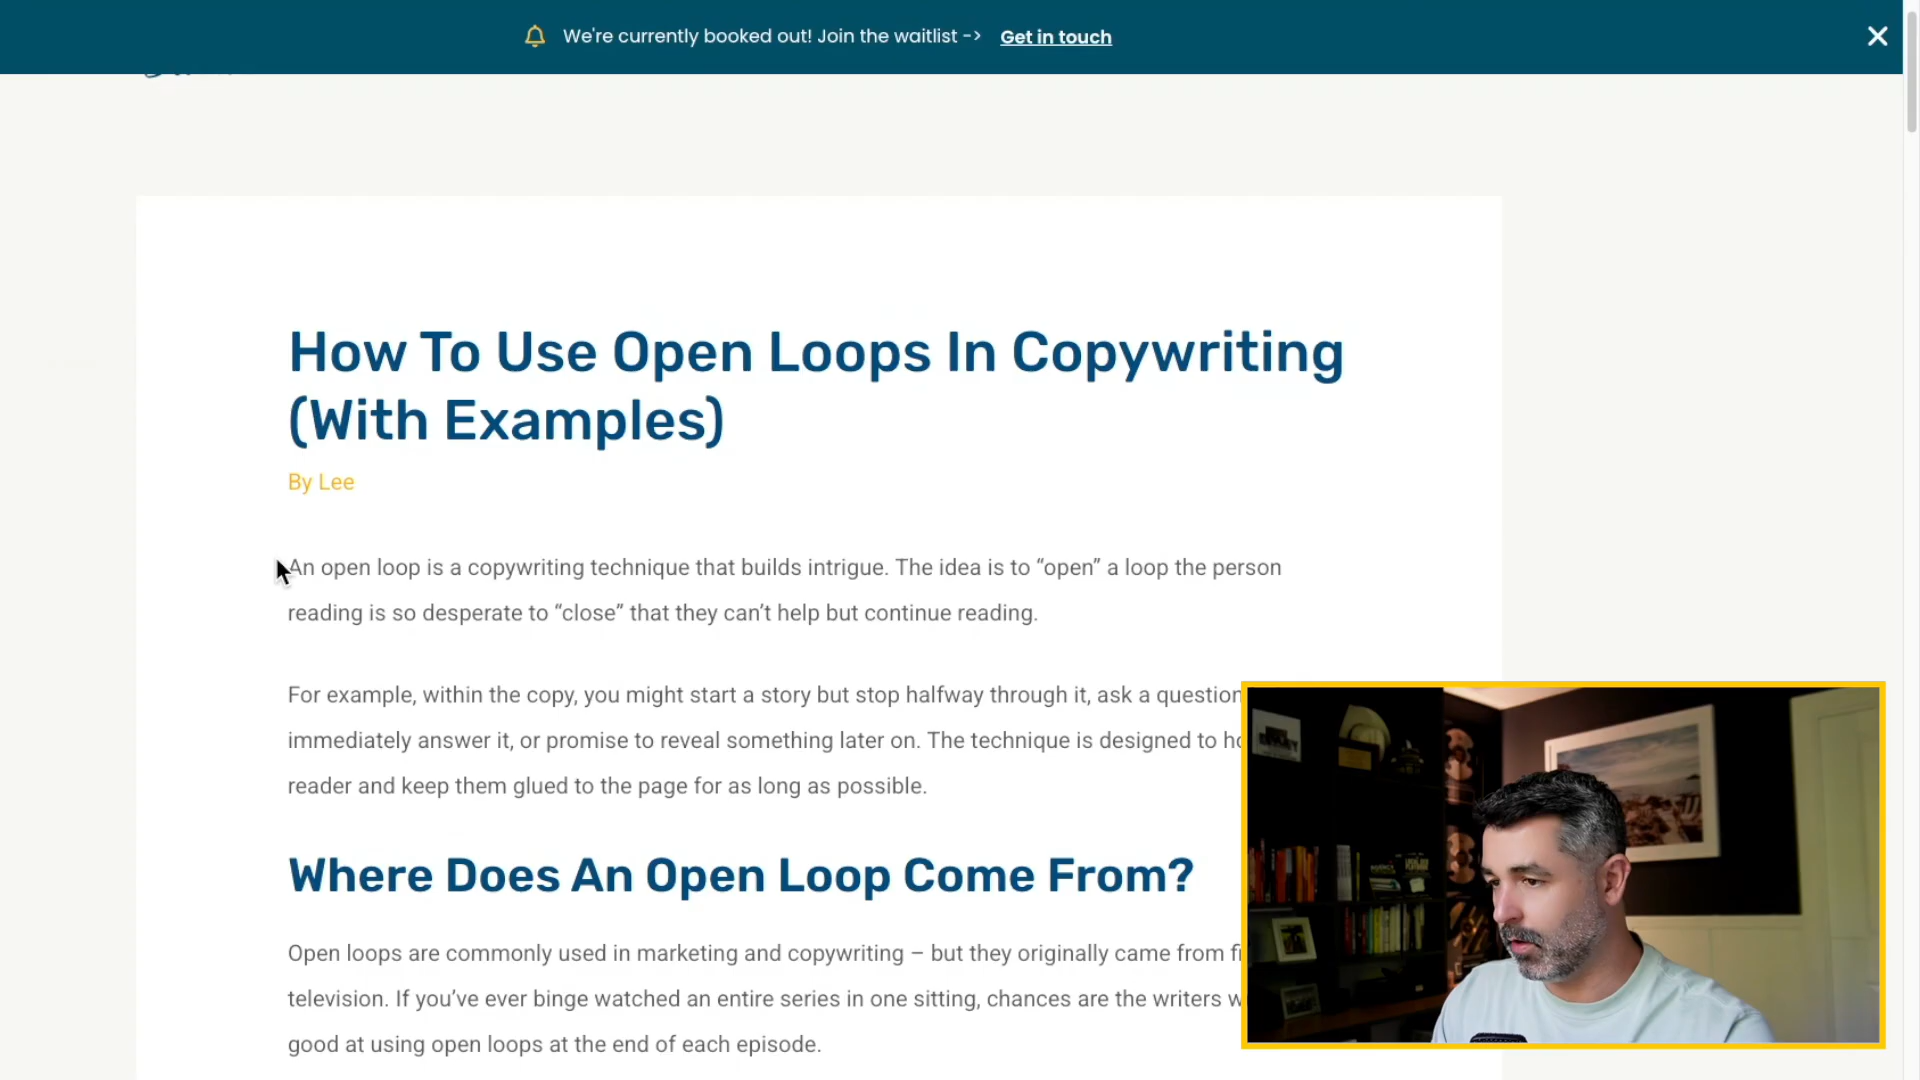 We're currently booked out! Join the waitlist -> Get in touch
How To Use Open Loops In Copywriting
(With Examples)
By Lee
An open loop is a copywriting technique that builds intrigue. The idea is to “open” a loop the person
reading is so desperate to “close” that they can’t help but continue reading.
For example, within the copy, you might start a story but stop halfway through it, ask a question
immediately answer it, or promise to reveal something later on. The technique is designed to
reader and keep them glued to the page for as long as possible.
Where Does An Open Loop Come From?
Open loops are commonly used in marketing and copywriting – but they originally came from
television. If you’ve ever binge watched an entire series in one sitting, chances are the writers
good at using open loops at the end of each episode.